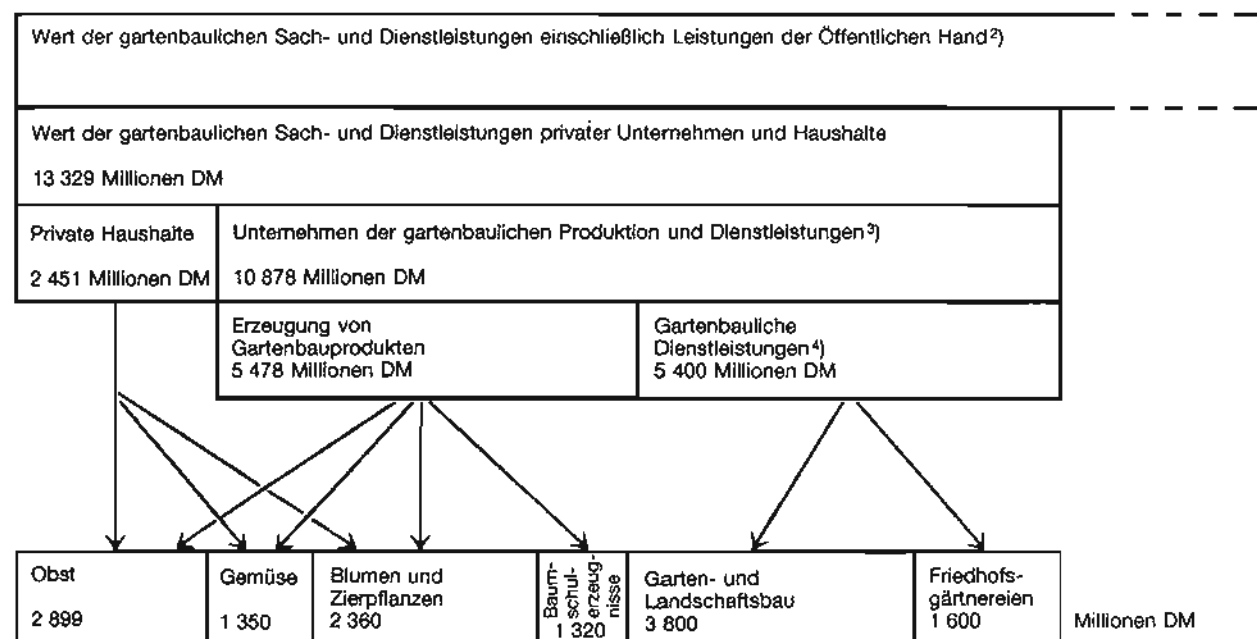 Wert der gartenbaulichen Sach- und Dienstleistungen einschließlich Leistungen der Öffentlichen Hand²)
Wert der gartenbaulichen Sach- und Dienstleistungen privater Unternehmen und Haushalte
13 329 Millionen DM
Private Haushalte
2 451 Millionen DM
Unternehmen der gartenbaulichen Produktion und Dienstleistungen³)
10 878 Millionen DM
Erzeugung von
Gartenbauprodukten
5 478 Millionen DM
Gartenbauliche
Dienstleistungen⁴)
5 400 Millionen DM
Obst
2 899
Gemüse
1 350
Blumen und
Zierpflanzen
2 360
Baum-
schul-
erzeug-
nisse
1 320
Garten- und
Landschaftsbau
3 800
Friedhofs-
gärtnereien
1 600
Millionen DM